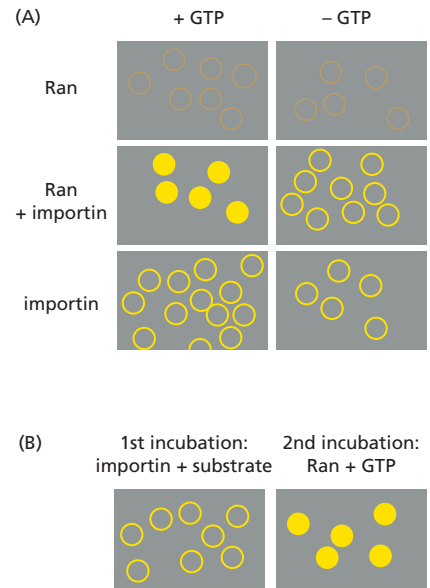 (A)
+ GTP
– GTP
Ran
Ran
+ importin
importin
(B)
1st incubation:
importin + substrate
2nd incubation:
Ran + GTP